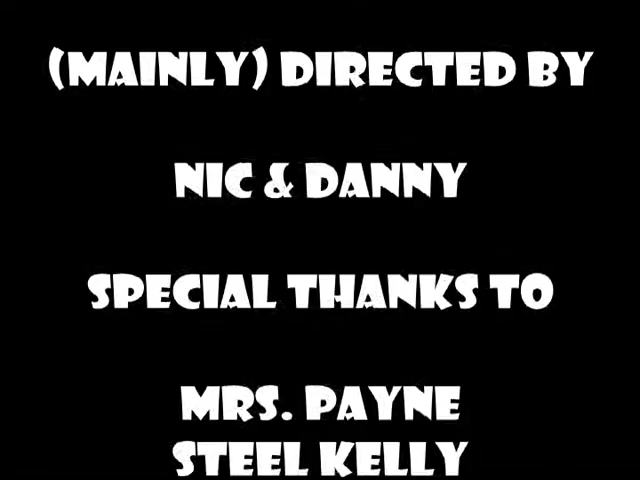 (MAINLY) DIRECTED BY
NIC & DANNY
SPECIAL THANKS TO
MRS. PAYNE
STEEL KELLY